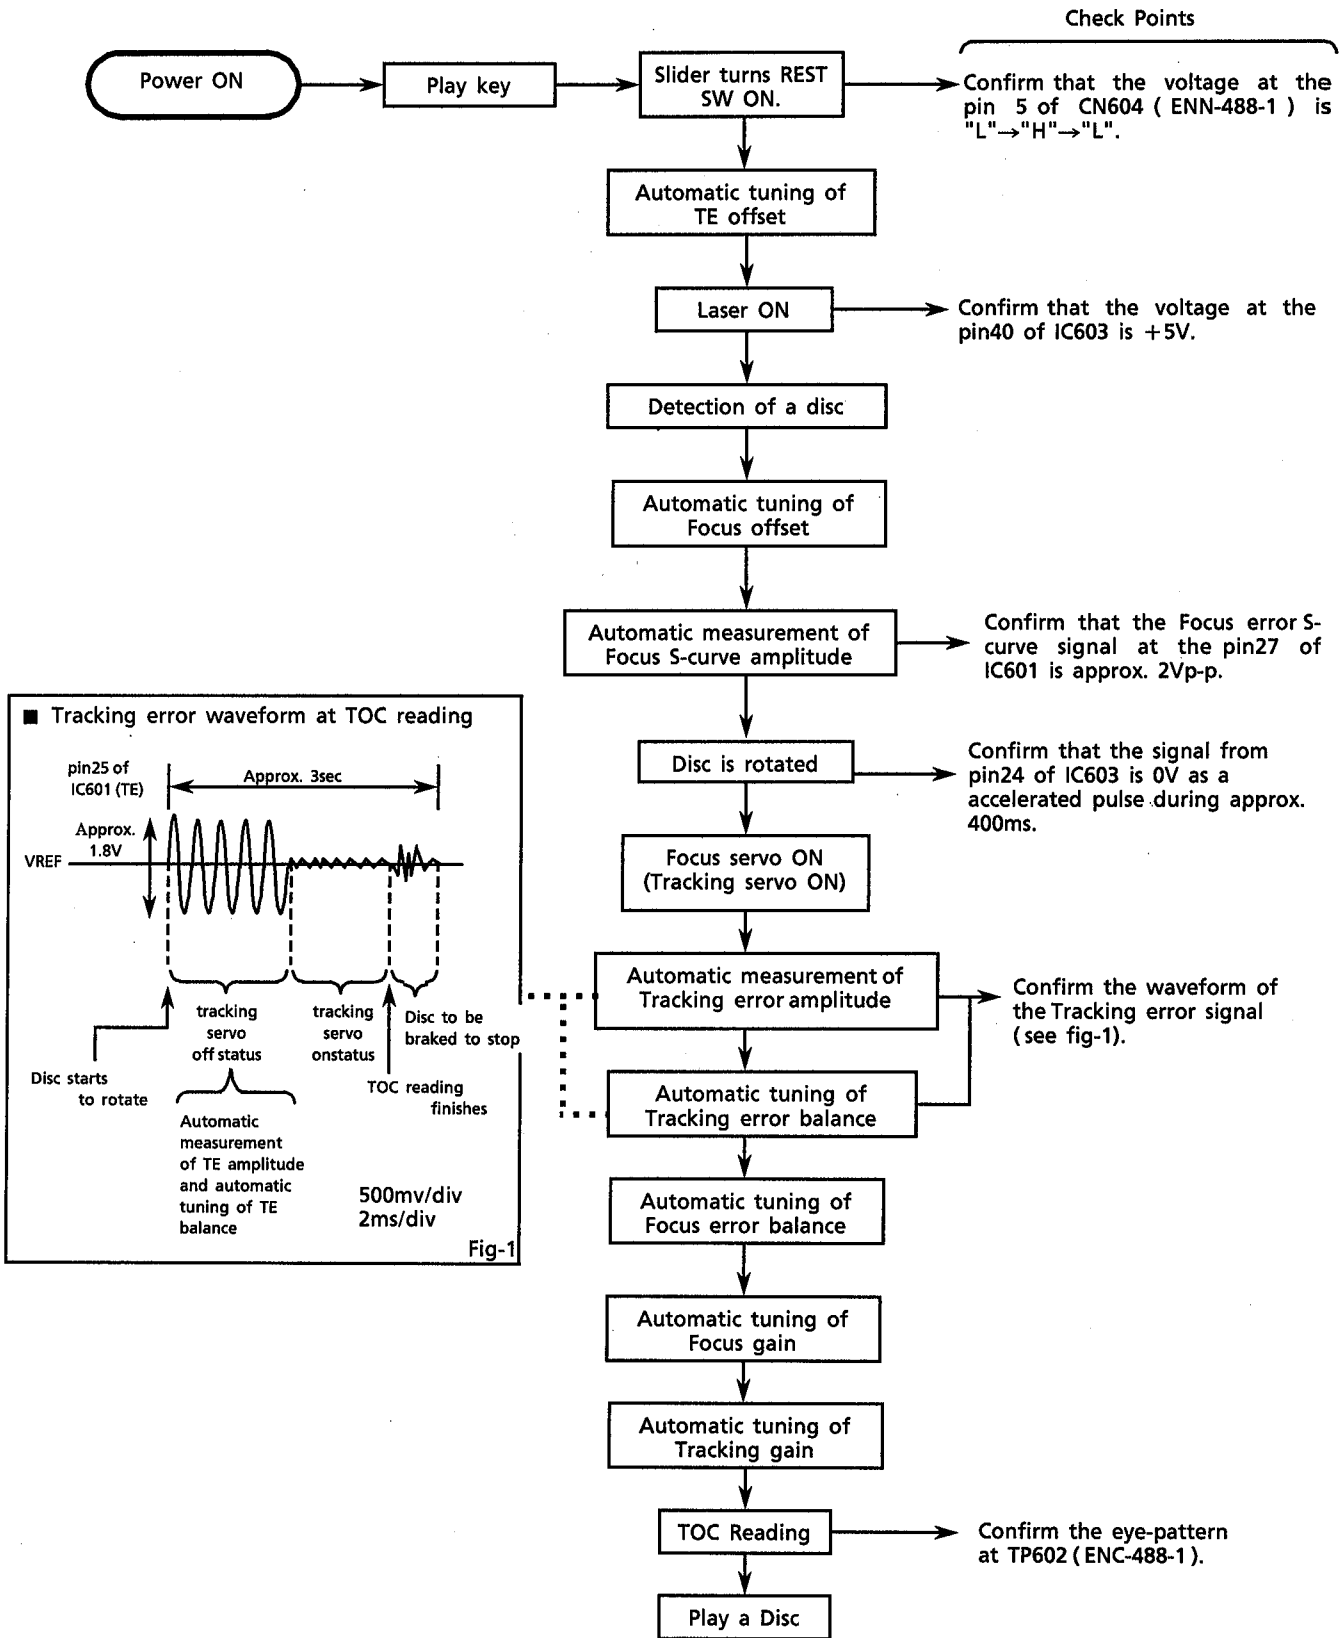 Check Points
Power ON
Play key
Slider turns REST
SW ON.
Confirm that the voltage at the
pin 5 of CN604 ( ENN-488-1 ) is
"L"→"H"→"L".
Automatic tuning of
TE offset
Laser ON
Confirm that the voltage at the
pin40 of IC603 is +5V.
Detection of a disc
Automatic tuning of
Focus offset
Automatic measurement of
Focus S-curve amplitude
Confirm that the Focus error S-
curve signal at the pin27 of
IC601 is approx. 2Vp-p.
Disc is rotated
Confirm that the signal from
pin24 of IC603 is 0V as a
accelerated pulse during approx.
400ms.
Focus servo ON
(Tracking servo ON)
Automatic measurement of
Tracking error amplitude
Confirm the waveform of
the Tracking error signal
(see fig-1).
Automatic tuning of
Tracking error balance
Automatic tuning of
Focus error balance
Automatic tuning of
Focus gain
Automatic tuning of
Tracking gain
TOC Reading
Confirm the eye-pattern
at TP602 ( ENC-488-1 ).
Play a Disc
■ Tracking error waveform at TOC reading
pin25 of
IC601 (TE)
Approx. 3sec
Approx.
1.8V
VREF
tracking
servo
off status
tracking
servo
onstatus
Disc to be
braked to stop
Disc starts
to rotate
TOC reading
finishes
Automatic
measurement
of TE amplitude
and automatic
tuning of TE
balance
500mv/div
2ms/div
Fig-1